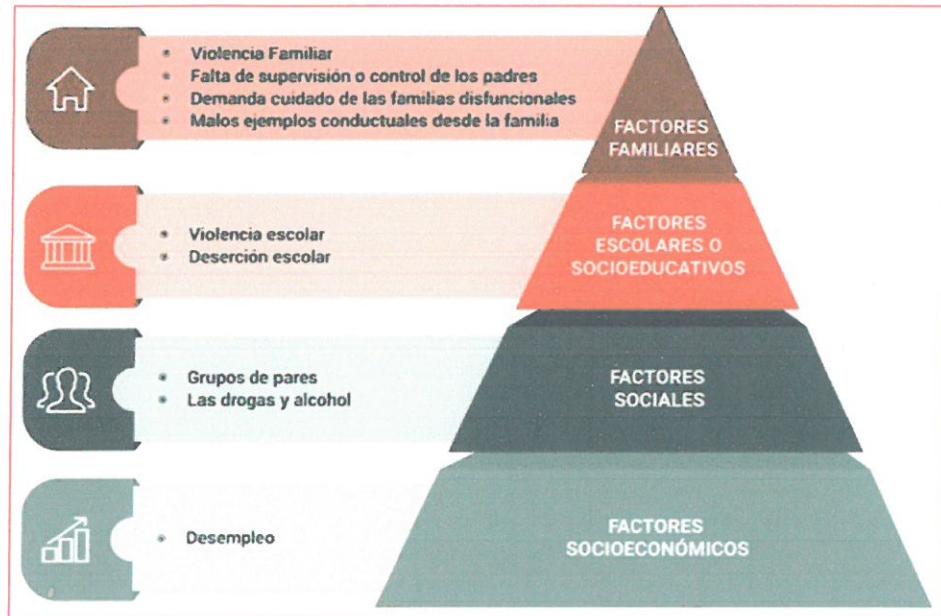 • Violencia Familiar
• Falta de supervisión o control de los padres
• Demanda cuidado de las familias disfuncionales
• Malos ejemplos conductuales desde la familia
FACTORES
FAMILIARES
• Violencia escolar
• Deserción escolar
FACTORES
ESCOLARES O
SOCIOEDUCATIVOS
• Grupos de pares
• Las drogas y alcohol
FACTORES
SOCIALES
• Desempleo
FACTORES
SOCIOECONÓMICOS